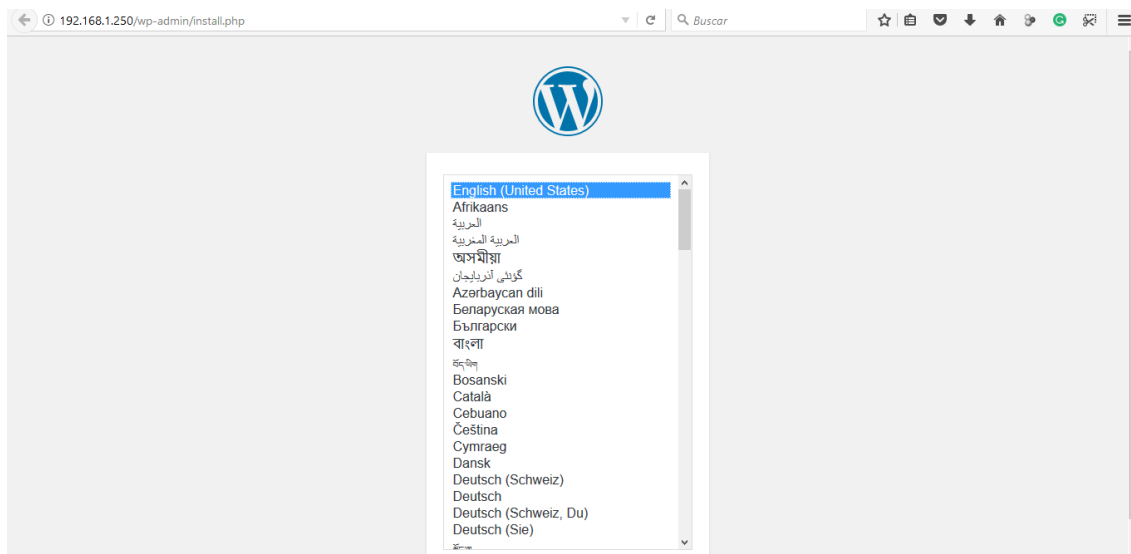 192.168.1.250/wp-admin/install.php
Buscar
English (United States)
Afrikaans
العربية
العربية المغربية
অসমীয়া
گؤنئی آذربایجان
Azərbaycan dili
Беларуская мова
Български
বাংলা
བོད་ཡིག
Bosanski
Català
Cebuano
Čeština
Cymraeg
Dansk
Deutsch (Schweiz)
Deutsch
Deutsch (Schweiz, Du)
Deutsch (Sie)